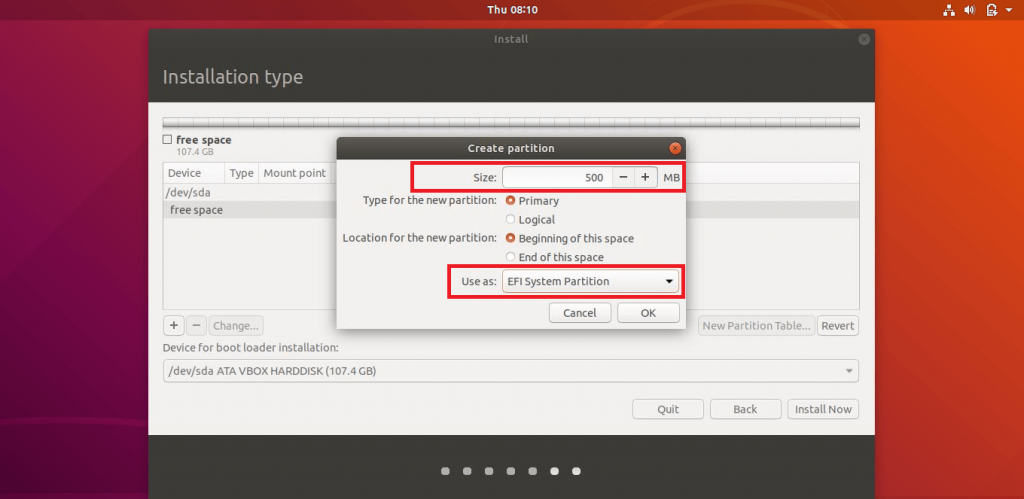 Thu 08:10
Install
Installation type
free space
107.4 GB
Device Type Mount point
/dev/sda
free space
Create partition
Size: 500 − + MB
Type for the new partition: Primary
Logical
Location for the new partition: Beginning of this space
End of this space
Use as: EFI System Partition
Cancel OK
+ − Change... New Partition Table... Revert
Device for boot loader installation:
/dev/sda ATA VBOX HARDDISK (107.4 GB)
Quit Back Install Now